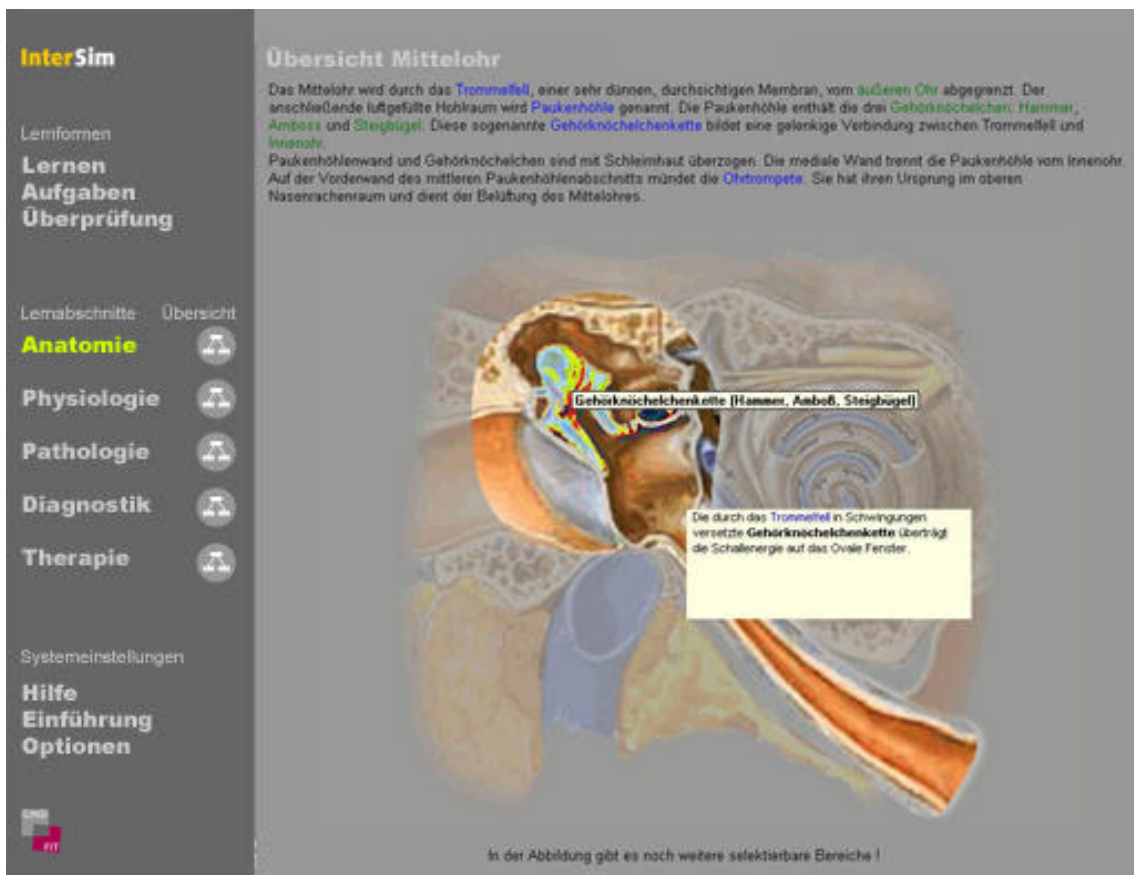 InterSim
Lernformen
Lernen
Aufgaben
Überprüfung
Lernabschnitte Übersicht
Anatomie
Physiologie
Pathologie
Diagnostik
Therapie
Systemeinstellungen
Hilfe
Einführung
Optionen
GMD
FIT
Übersicht Mittelohr
Das Mittelohr wird durch das Trommelfell, einer sehr dünnen, durchsichtigen Membran, vom äußeren Ohr abgegrenzt. Der
anschließende luftgefüllte Hohlraum wird Paukenhöhle genannt. Die Paukenhöhle enthält die drei Gehörknöchelchen: Hammer,
Amboss und Steigbügel. Diese sogenannte Gehörknöchelchenkette bildet eine gelenkige Verbindung zwischen Trommelfell und
Innenohr.
Paukenhöhlenwand und Gehörknöchelchen sind mit Schleimhaut überzogen. Die mediale Wand trennt die Paukenhöhle vom Innenohr.
Auf der Vorderwand des mittleren Paukenhöhlenabschnitts mündet die Ohrtrompete. Sie hat ihren Ursprung im oberen
Nasenrachenraum und dient der Belüftung des Mittelohres.
Gehörknöchelchenkette (Hammer, Amboß, Steigbügel)
Die durch das Trommelfell in Schwingungen
versetzte Gehörknöchelchenkette überträgt
die Schallenergie auf das Ovale Fenster.
In der Abbildung gibt es noch weitere selektierbare Bereiche !